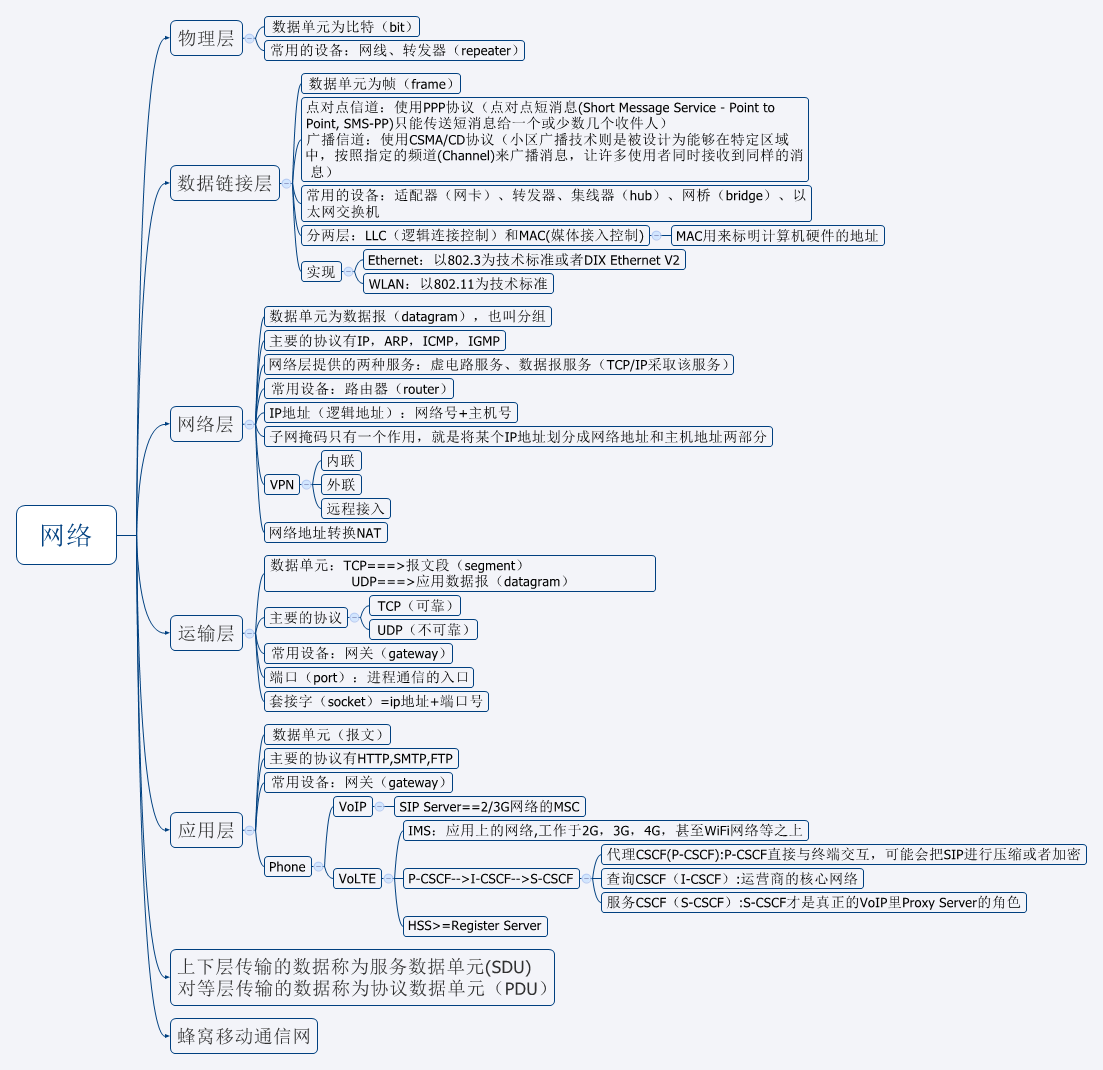 网络
物理层
数据单元为比特（bit）
常用的设备：网线、转发器（repeater）
数据链接层
数据单元为帧（frame）
点对点信道：使用PPP协议（点对点短消息(Short Message Service - Point to
Point, SMS-PP)只能传送短消息给一个或少数几个收件人）
广播信道：使用CSMA/CD协议（小区广播技术则是被设计为能够在特定区域
中，按照指定的频道(Channel)来广播消息，让许多使用者同时接收到同样的消
息）
常用的设备：适配器（网卡）、转发器、集线器（hub）、网桥（bridge）、以
太网交换机
分两层：LLC（逻辑连接控制）和MAC(媒体接入控制)
MAC用来标明计算机硬件的地址
实现
Ethernet：以802.3为技术标准或者DIX Ethernet V2
WLAN：以802.11为技术标准
网络层
数据单元为数据报（datagram），也叫分组
主要的协议有IP，ARP，ICMP，IGMP
网络层提供的两种服务：虚电路服务、数据报服务（TCP/IP采取该服务）
常用设备：路由器（router）
IP地址（逻辑地址）：网络号+主机号
子网掩码只有一个作用，就是将某个IP地址划分成网络地址和主机地址两部分
VPN
内联
外联
远程接入
网络地址转换NAT
运输层
数据单元：TCP===>报文段（segment）
UDP===>应用数据报（datagram）
主要的协议
TCP（可靠）
UDP（不可靠）
常用设备：网关（gateway）
端口（port）：进程通信的入口
套接字（socket）=ip地址+端口号
应用层
数据单元（报文）
主要的协议有HTTP,SMTP,FTP
常用设备：网关（gateway）
Phone
VoIP
SIP Server==2/3G网络的MSC
VoLTE
IMS：应用上的网络,工作于2G，3G，4G，甚至WiFi网络等之上
P-CSCF-->I-CSCF-->S-CSCF
代理CSCF(P-CSCF):P-CSCF直接与终端交互，可能会把SIP进行压缩或者加密
查询CSCF（I-CSCF）:运营商的核心网络
服务CSCF（S-CSCF）:S-CSCF才是真正的VoIP里Proxy Server的角色
HSS>=Register Server
上下层传输的数据称为服务数据单元(SDU)
对等层传输的数据称为协议数据单元（PDU）
蜂窝移动通信网